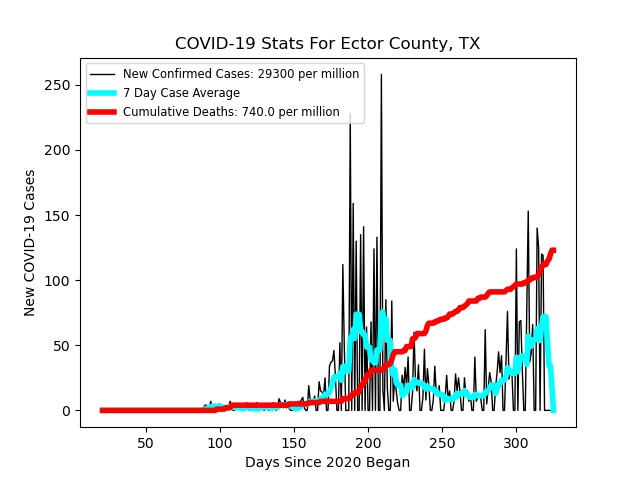 COVID-19 Stats For Ector County, TX
New Confirmed Cases: 29300 per million
7 Day Case Average
Cumulative Deaths: 740.0 per million
New COVID-19 Cases
250
200
150
100
50
0
50
100
150
200
250
300
Days Since 2020 Began